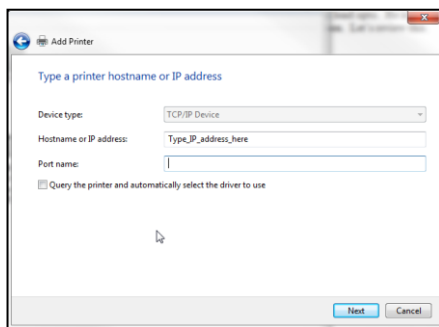 Add Printer
Type a printer hostname or IP address
Device type: TCP/IP Device
Hostname or IP address: Type_IP_address_here
Port name:
Query the printer and automatically select the driver to use
Next Cancel